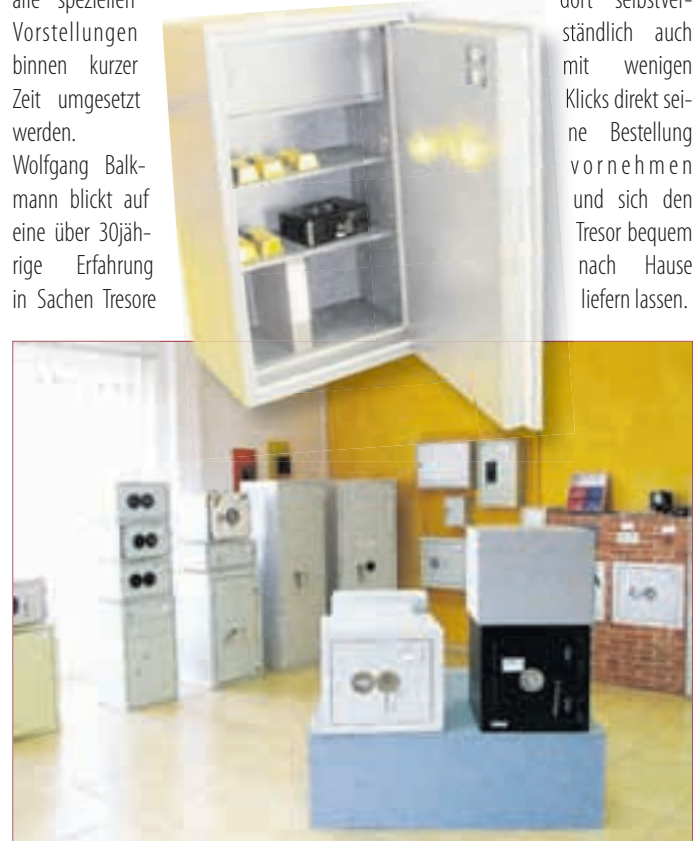 alle speziellen
Vorstellungen
binnen kurzer
Zeit umgesetzt
werden.
Wolfgang Balk-
mann blickt auf
eine über 30jäh-
rige Erfahrung
in Sachen Tresore
dort selbstver-
ständlich auch
mit wenigen
Klicks direkt sei-
ne Bestellung
vornehmen
und sich den
Tresor bequem
nach Hause
liefern lassen.